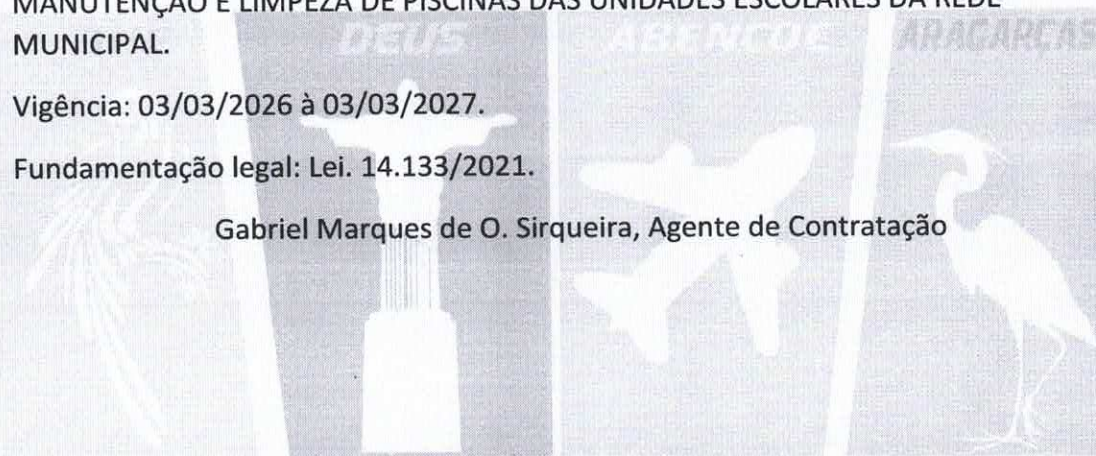 MANUTENÇÃO E LIMPEZA DE PISCINAS DAS UNIDADES ESCOLARES DA REDE
MUNICIPAL.
DEUS ABENÇOE ARAGARÇAS
Vigência: 03/03/2026 à 03/03/2027.
Fundamentação legal: Lei. 14.133/2021.
Gabriel Marques de O. Sirqueira, Agente de Contratação